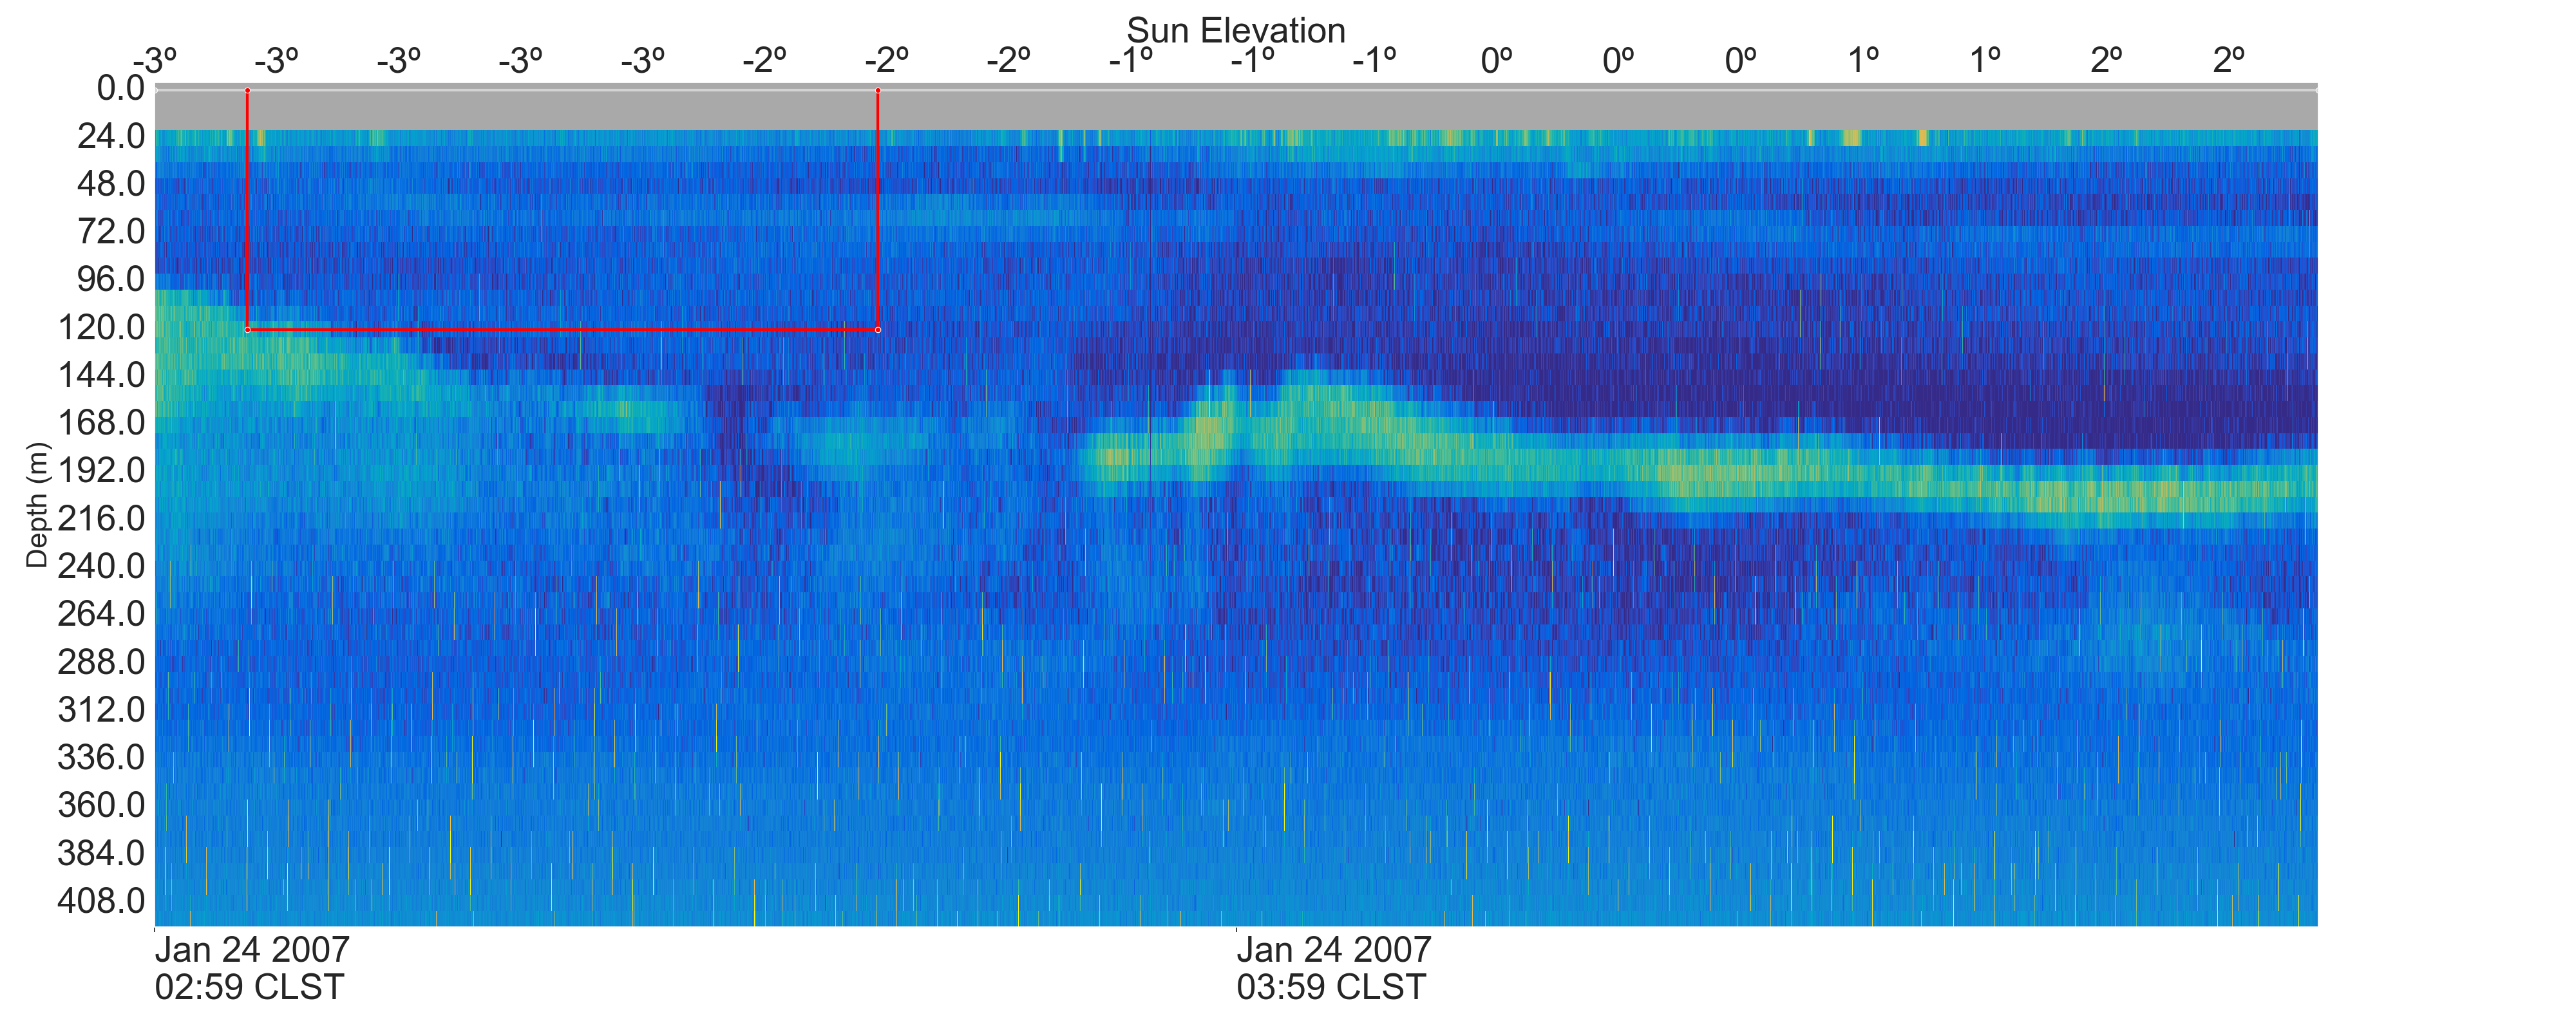 Sun Elevation
-3º -3º -3º -3º -3º -2º -2º -2º -1º -1º -1º 0º 0º 0º 1º 1º 2º 2º
0.0
24.0
48.0
72.0
96.0
120.0
144.0
168.0
192.0
216.0
240.0
264.0
288.0
312.0
336.0
360.0
384.0
408.0
Depth (m)
Jan 24 2007
02:59 CLST
Jan 24 2007
03:59 CLST